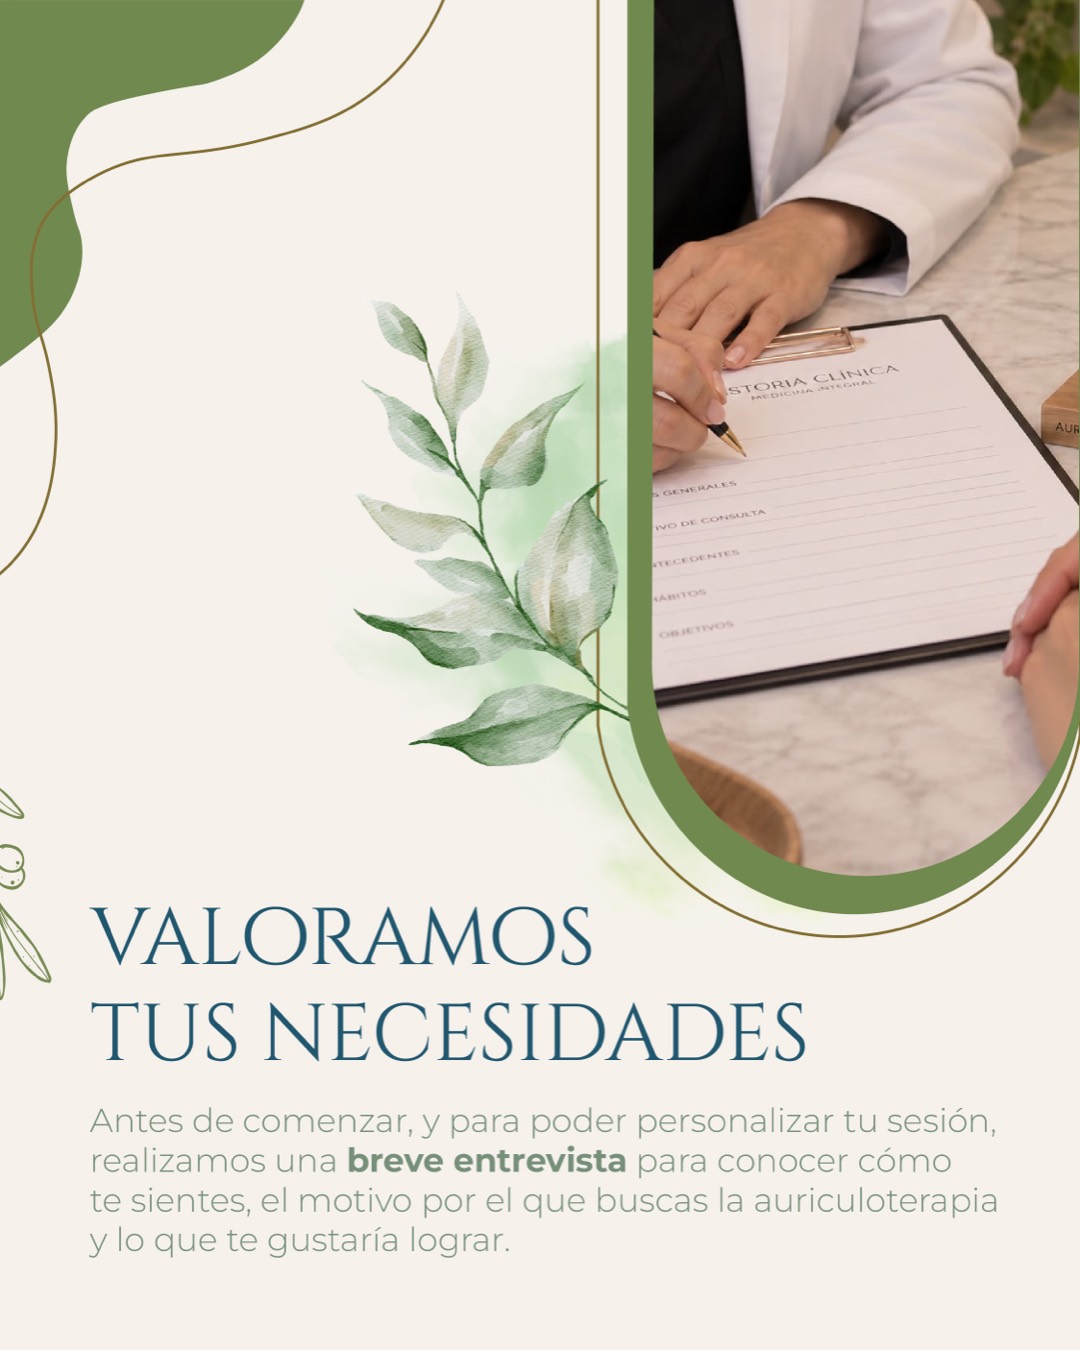 STORIA CLÍNICA
MEDICINA INTEGRAL
S GENERALES
TIVO DE CONSULTA
NTECEDENTES
HÁBITOS
OBJETIVOS
AUR
VALORAMOS
TUS NECESIDADES
Antes de comenzar, y para poder personalizar tu sesión,
realizamos una breve entrevista para conocer cómo
te sientes, el motivo por el que buscas la auriculoterapia
y lo que te gustaría lograr.